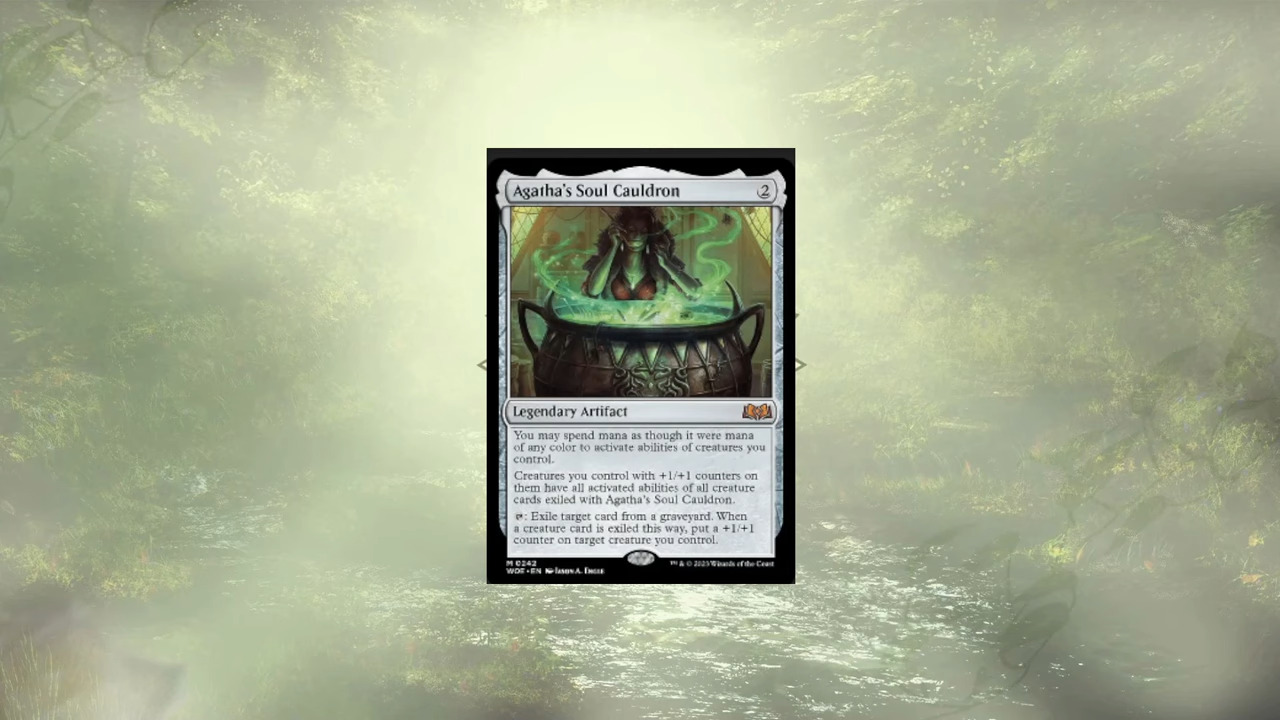 Agatha's Soul Cauldron 2
Legendary Artifact
You may spend mana as though it were mana
of any color to activate abilities of creatures you
control.
Creatures you control with +1/+1 counters on
them have all activated abilities of all creature
cards exiled with Agatha's Soul Cauldron.
: Exile target card from a graveyard. When
a creature card is exiled this way, put a +1/+1
counter on target creature you control.
M 0242
WOE • EN Jason A. Engle
™ & © 2023 Wizards of the Coast